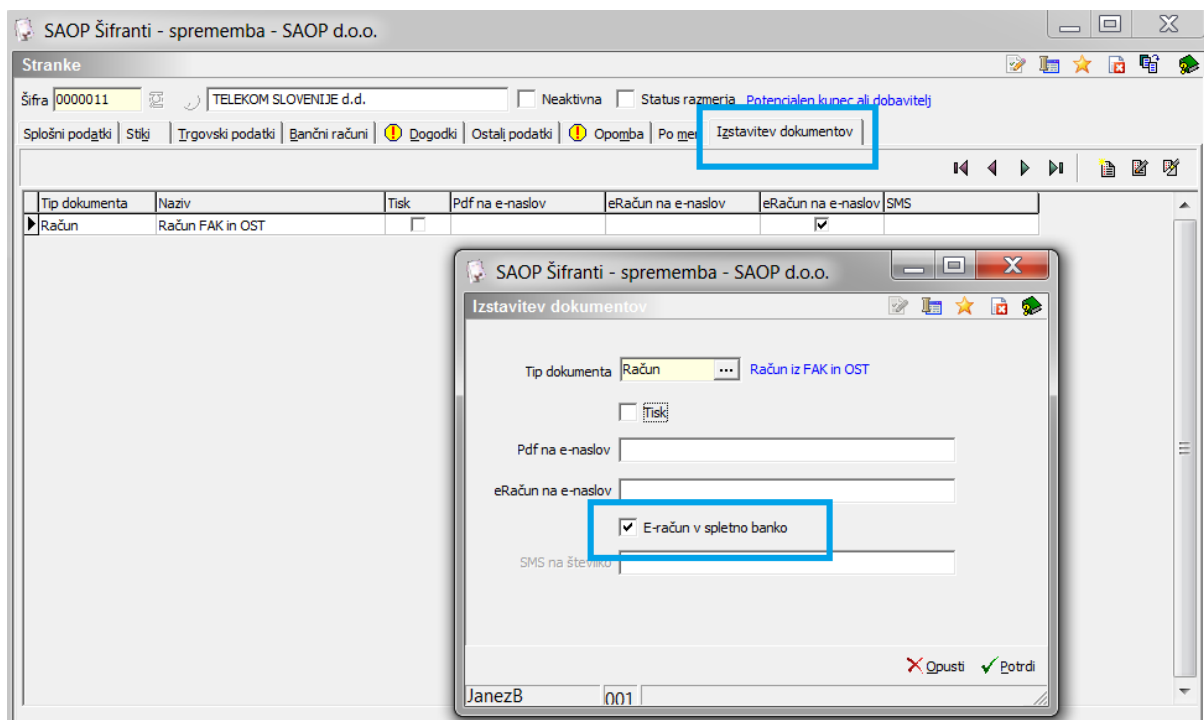 SAOP Šifranti - sprememba - SAOP d.o.o.
Stranke
Šifra 0000011 TELEKOM SLOVENIJE d.d. Neaktivna Status razmerja Potencialen kupec ali dobavitelj
Splošni podatki Stiki Trgovski podatki Bančni računi Dogodki Ostali podatki Opomba Po mer Izstavitev dokumentov
Tip dokumenta Naziv Tisk Pdf na e-naslov eRačun na e-naslov eRačun na e-naslov SMS
Račun Račun FAK in OST
SAOP Šifranti - sprememba - SAOP d.o.o.
Izstavitev dokumentov
Tip dokumenta Račun ... Račun iz FAK in OST
Tisk
Pdf na e-naslov
eRačun na e-naslov
E-račun v spletno banko
SMS na številko
Opusti Potrdi
JanezB 001